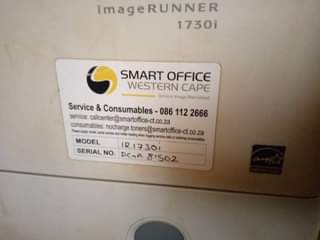 imageRUNNER
1730i
SMART OFFICE
WESTERN CAPE
Service & Consumables - 086 112 2666
service: callcenter@smartoffice-ct.co.za
consumables: nocharge.toners@smartoffice-ct.co.za
MODEL IR1730i
SERIAL NO.